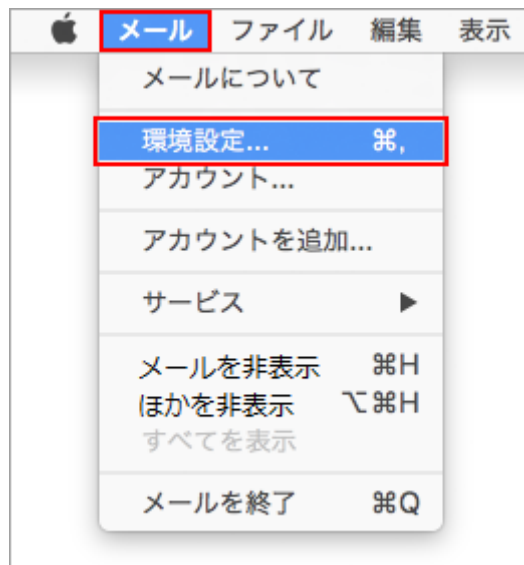 メール ファイル 編集 表示
メールについて
環境設定... ⌘,
アカウント...
アカウントを追加...
サービス ▶
メールを非表示 ⌘H
ほかを非表示 ⌥⌘H
すべてを表示
メールを終了 ⌘Q